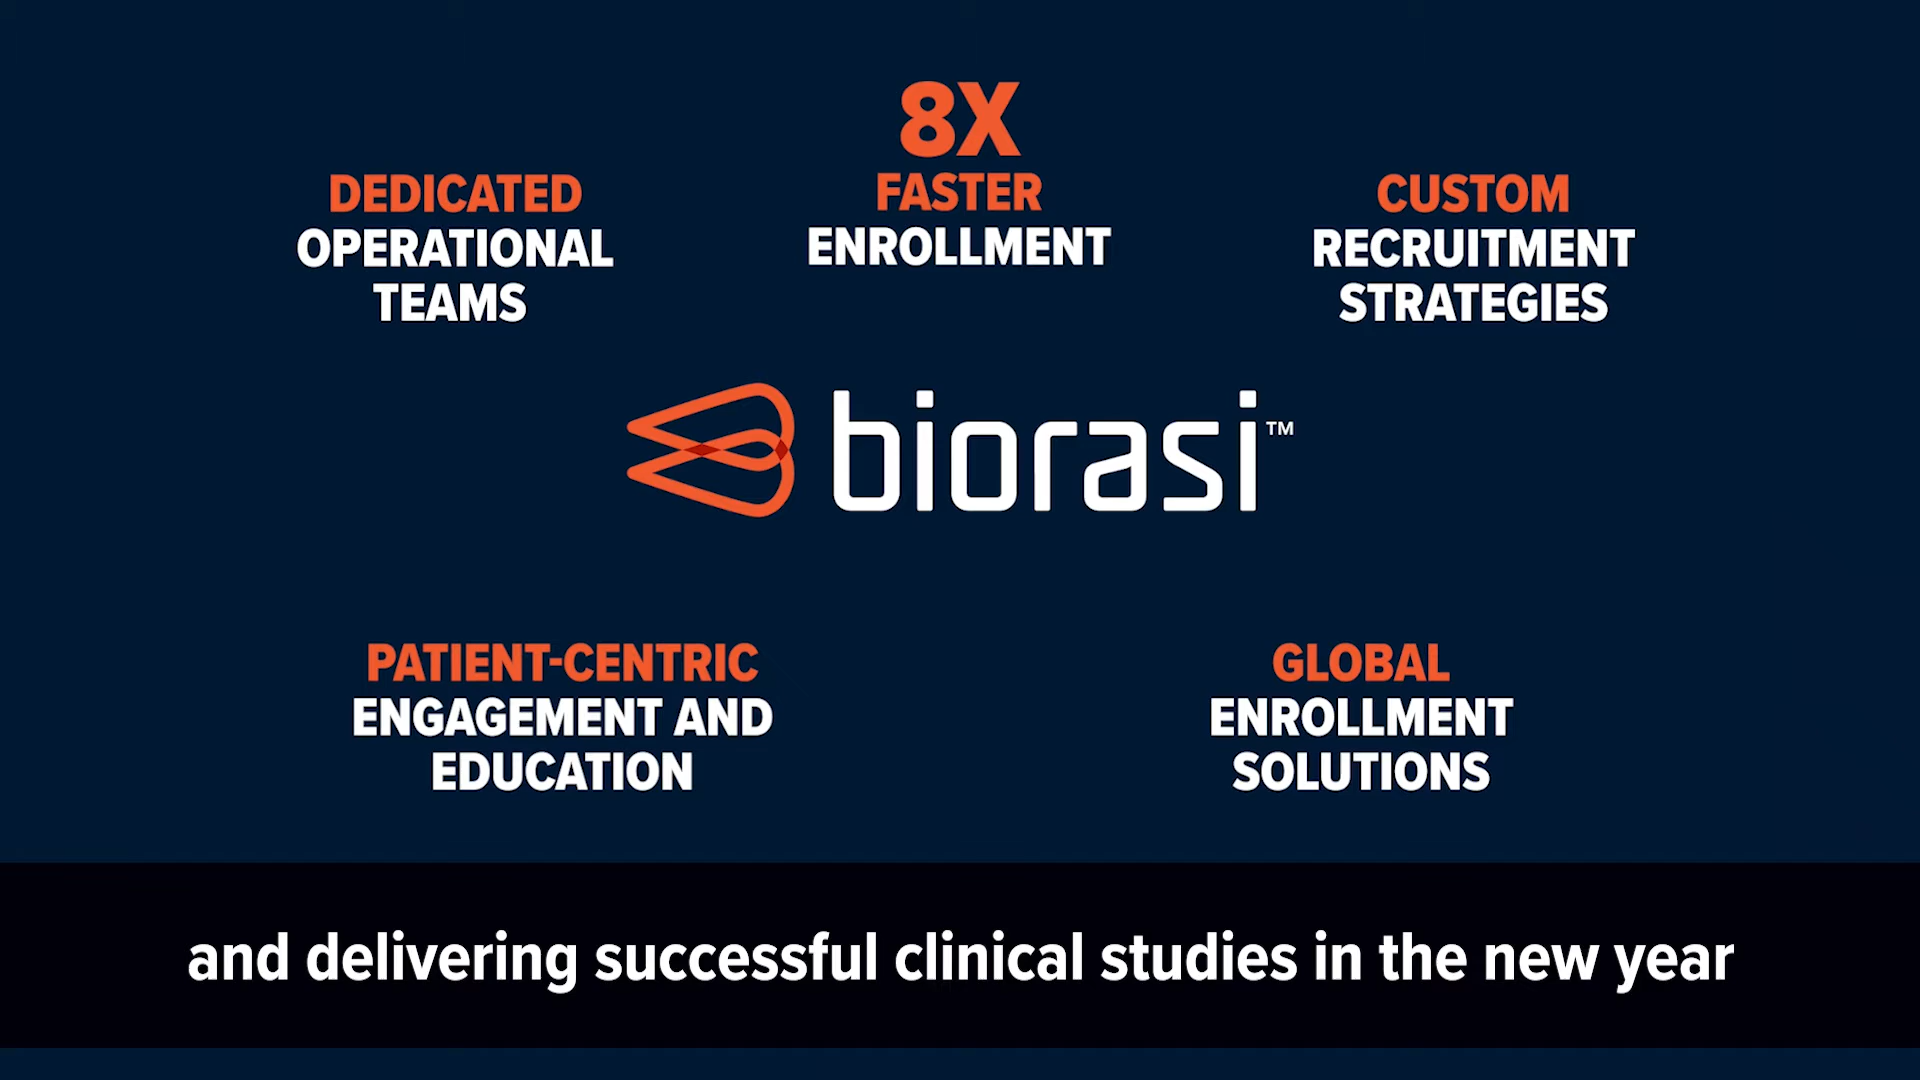 DEDICATED
OPERATIONAL
TEAMS
8X
FASTER
ENROLLMENT
CUSTOM
RECRUITMENT
STRATEGIES
biorasi™
PATIENT-CENTRIC
ENGAGEMENT AND
EDUCATION
GLOBAL
ENROLLMENT
SOLUTIONS
and delivering successful clinical studies in the new year